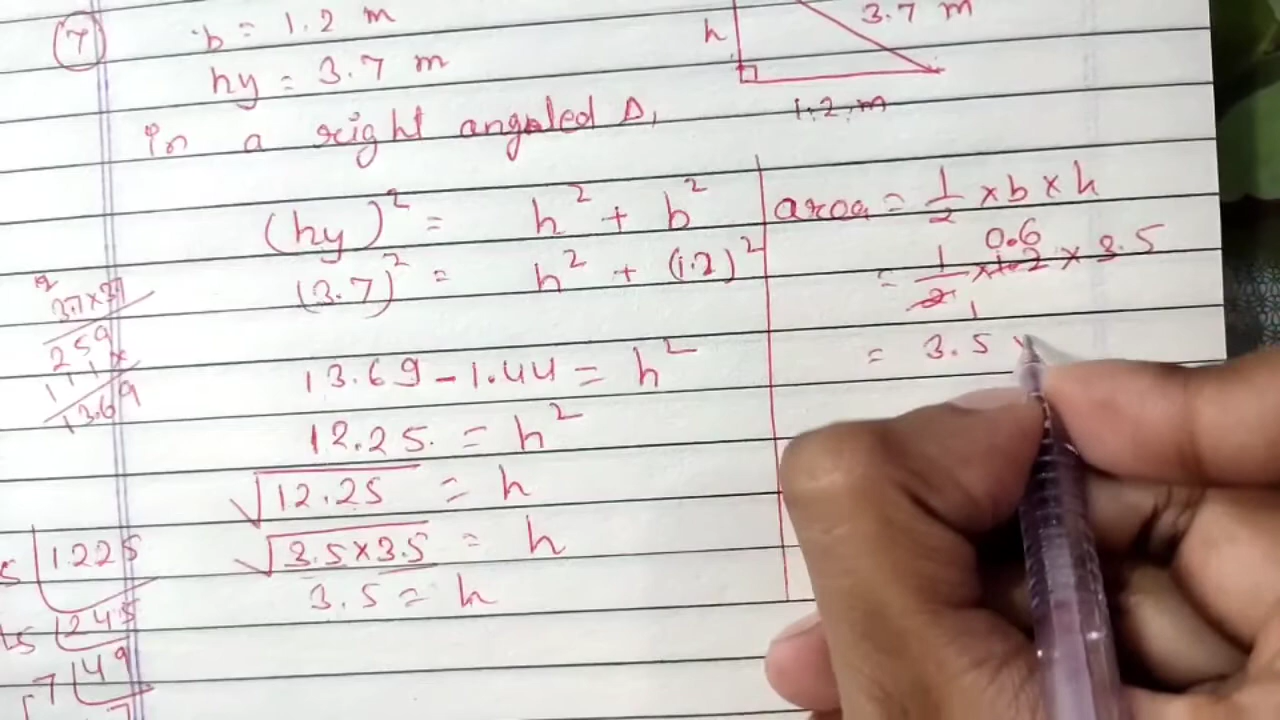 (7) b = 1.2 m
hy = 3.7 m
h
3.7 m
1.2 m
In a right angled Δ,
(hy)² = h² + b²
(3.7)² = h² + (1.2)²
13.69 - 1.44 = h²
12.25 = h²
√12.25 = h
√3.5×3.5 = h
3.5 = h
area = 1/2 × b × h
0.6
= 1/2 × 1.2 × 3.5
1
= 3.5 ×
259
111×
13.69
5 1225
5 245
7 49
7